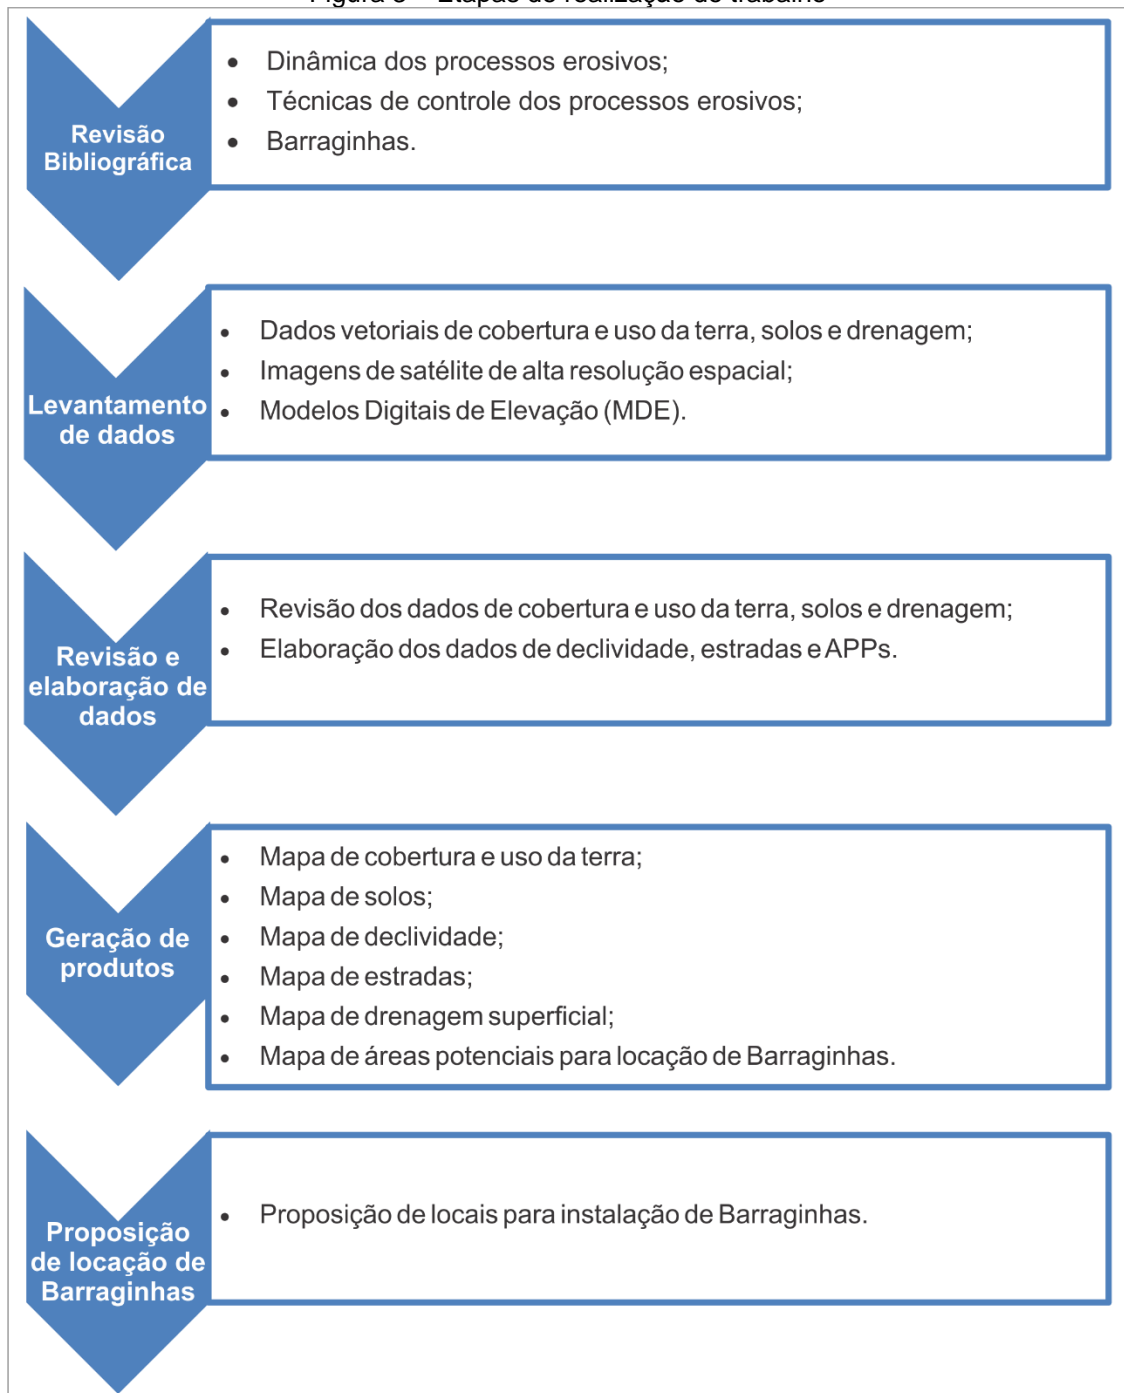 Etapas de realização do trabalho
Revisão
Bibliográfica
• Dinâmica dos processos erosivos;
• Técnicas de controle dos processos erosivos;
• Barraginhas.
Levantamento
de dados
• Dados vetoriais de cobertura e uso da terra, solos e drenagem;
• Imagens de satélite de alta resolução espacial;
• Modelos Digitais de Elevação (MDE).
Revisão e
elaboração de
dados
• Revisão dos dados de cobertura e uso da terra, solos e drenagem;
• Elaboração dos dados de declividade, estradas e APPs.
Geração de
produtos
• Mapa de cobertura e uso da terra;
• Mapa de solos;
• Mapa de declividade;
• Mapa de estradas;
• Mapa de drenagem superficial;
• Mapa de áreas potenciais para locação de Barraginhas.
Proposição
de locação de
Barraginhas
• Proposição de locais para instalação de Barraginhas.